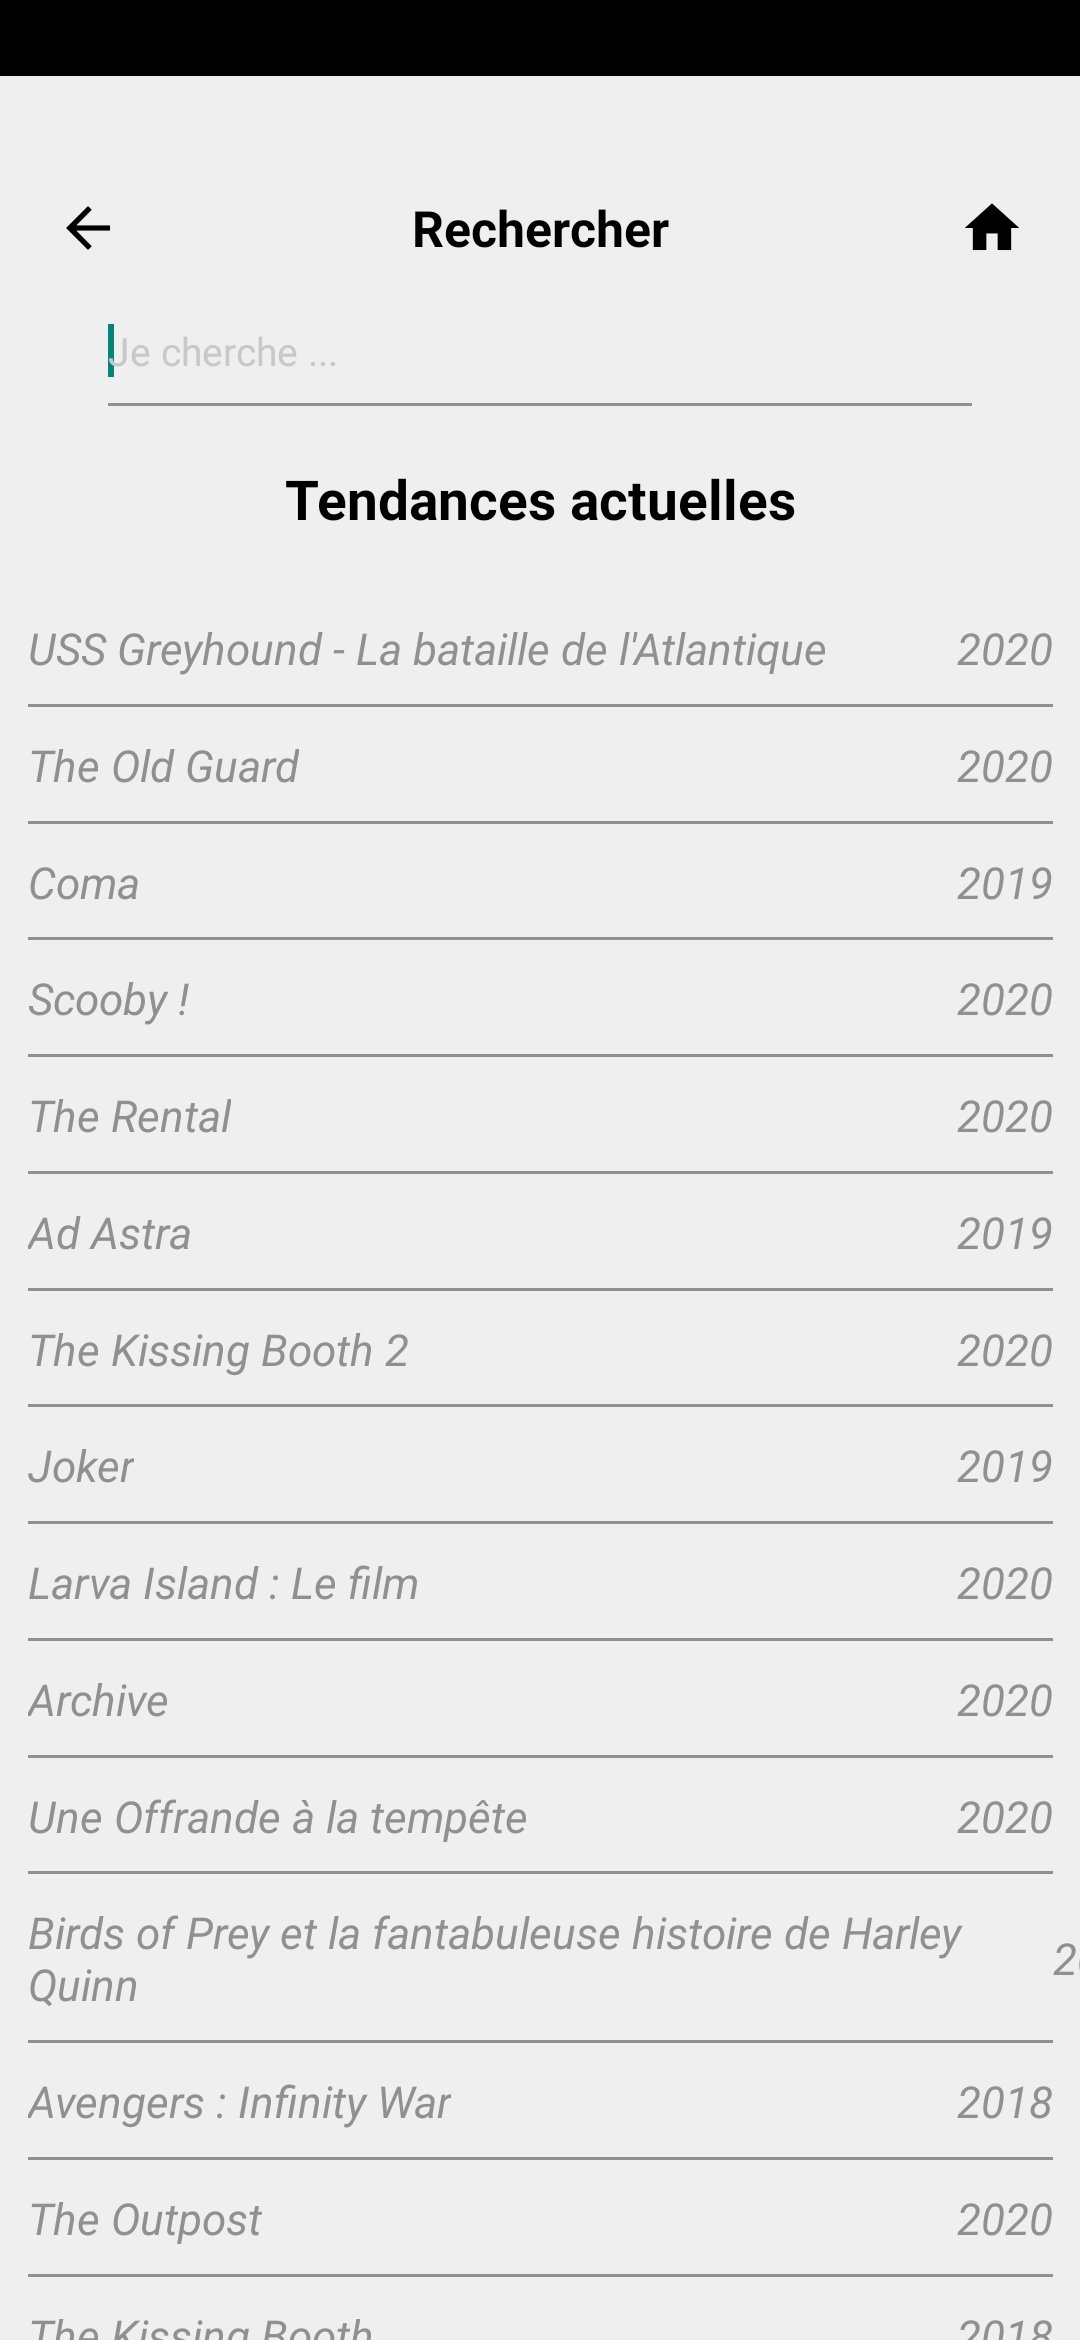 Rechercher
Je cherche ...
Tendances actuelles
USS Greyhound - La bataille de l'Atlantique 2020
The Old Guard 2020
Coma 2019
Scooby ! 2020
The Rental 2020
Ad Astra 2019
The Kissing Booth 2 2020
Joker 2019
Larva Island : Le film 2020
Archive 2020
Une Offrande à la tempête 2020
Birds of Prey et la fantabuleuse histoire de Harley
Quinn
Avengers : Infinity War 2018
The Outpost 2020
The Kissing Booth 2018